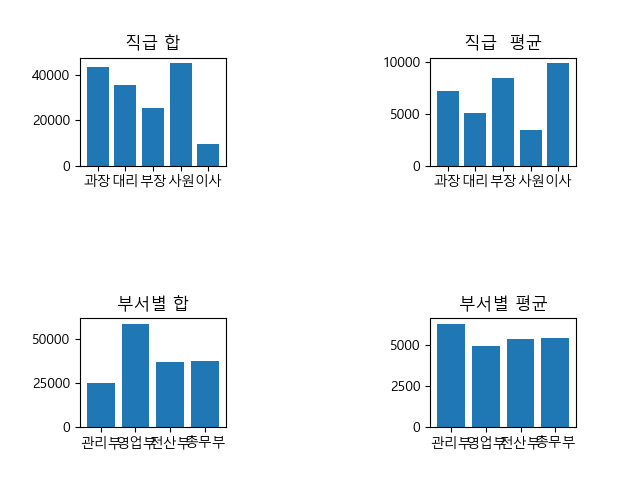 직급 합
40000
20000
0
과장 대리 부장 사원 이사
직급  평균
10000
5000
0
과장 대리 부장 사원 이사
부서별 합
50000
25000
0
관리부 영업부 전산부 총무부
부서별 평균
5000
2500
0
관리부 영업부 전산부 총무부